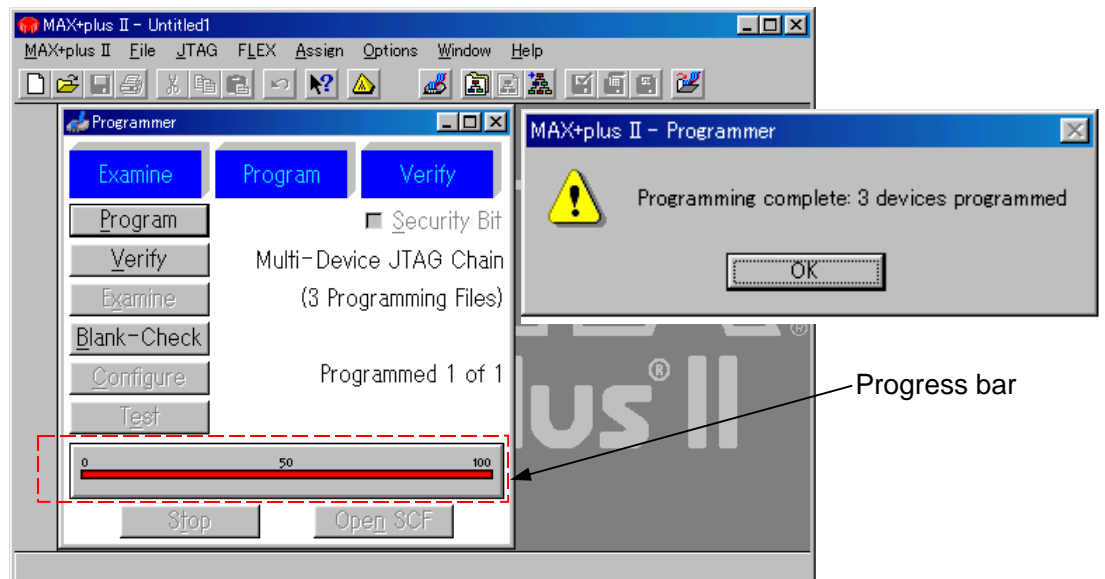 MAX+plus II - Untitled1
MAX+plus II File JTAG FLEX Assign Options Window Help
Programmer
Examine Program Verify
Program Security Bit
Verify Multi-Device JTAG Chain
Examine (3 Programming Files)
Blank-Check
Configure Programmed 1 of 1
Test
0 50 100
Stop Open SCF
MAX+plus II - Programmer
Programming complete: 3 devices programmed
OK
®
lus® II
Progress bar